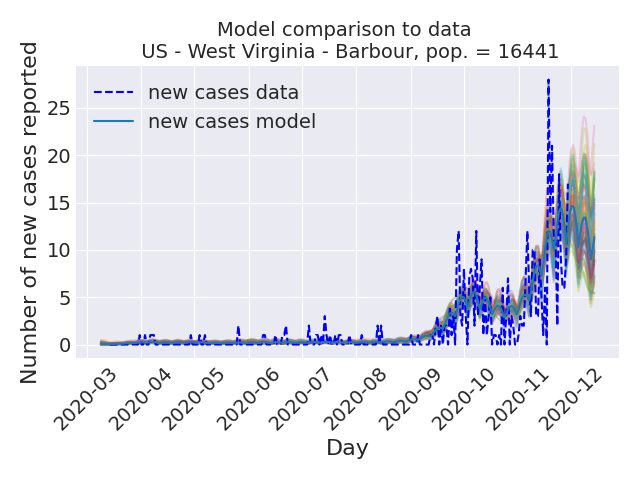 Model comparison to data
US - West Virginia - Barbour, pop. = 16441
Number of new cases reported
25
20
15
10
5
0
new cases data
new cases model
2020-03
2020-04
2020-05
2020-06
2020-07
2020-08
2020-09
2020-10
2020-11
2020-12
Day